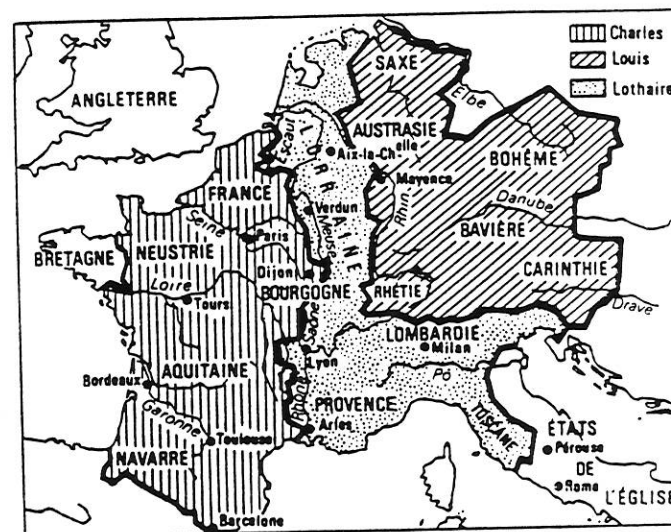 Charles
Louis
Lothaire
SAXE
ANGLETERRE
Elbe
AUSTRASIE
Escaut
LORRAINE
Aix-la-Chelle
BOHÊME
Mayence
FRANCE
Rhin
Verdun
Meuse
Danube
Seine
Paris
BAVIÈRE
BRETAGNE
NEUSTRIE
Dijon
CARINTHIE
BOURGOGNE
RHÉTIE
Loire
Tours
Drave
Saône
LOMBARDIE
Milan
Lyon
AQUITAINE
Pô
Bordeaux
Rhône
PROVENCE
TOSCANE
Garonne
Arles
ÉTATS
Toulouse
Pérouse
NAVARRE
DE
Rome
L'ÉGLISE
Barcelone